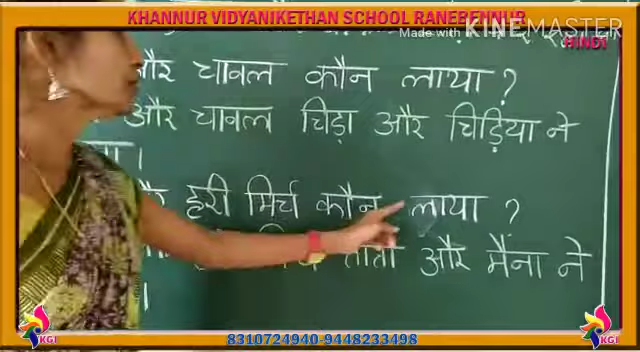 KHANNUR VIDYANIKETHAN SCHOOL RANEBENNUR
Made with KINEMASTER
HINDI
और चावल कौन लाया ?
और चावल चिड़ा और चिड़िया ने
हरी मिर्च कौन लाया ?
तोता और मैंना ने
KGI
8310724940-9448233498
KGI